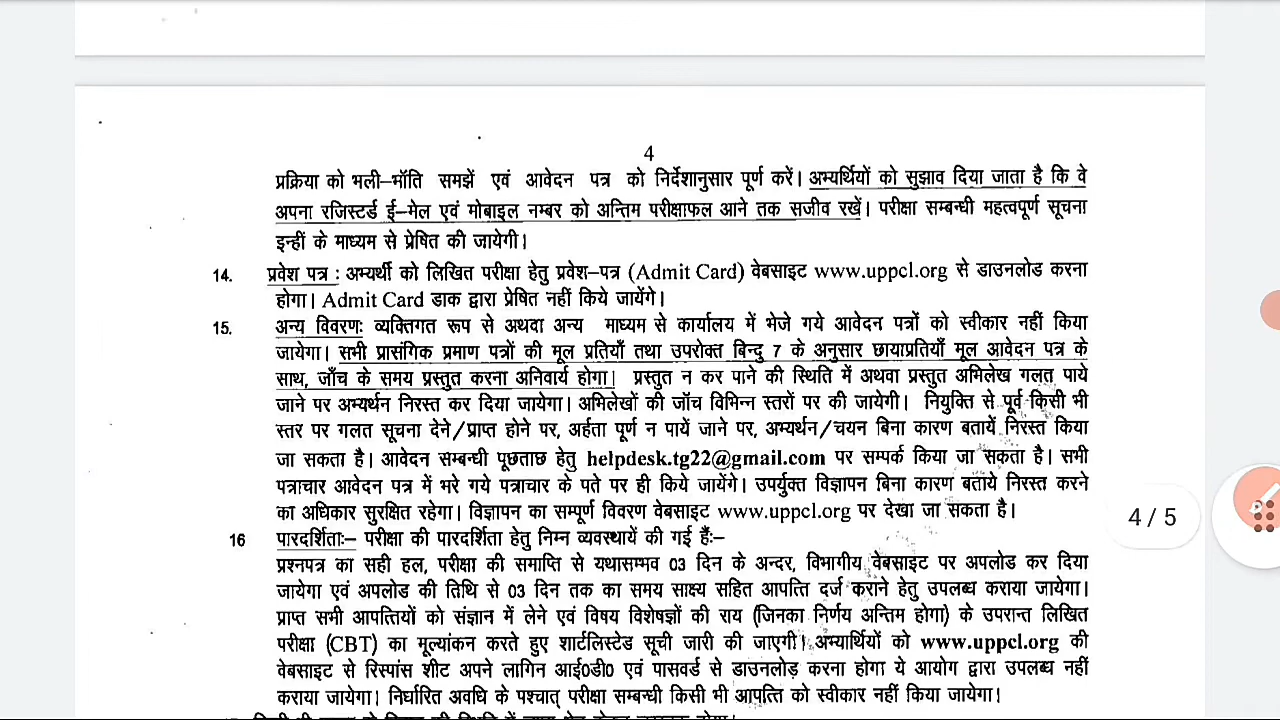 4
प्रक्रिया को भली–भॉति समझें एवं आवेदन पत्र को निर्देशानुसार पूर्ण करें। अभ्यर्थियों को सुझाव दिया जाता है कि वे
अपना रजिस्टर्ड ई–मेल एवं मोबाइल नम्बर को अन्तिम परीक्षाफल आने तक सजीव रखें। परीक्षा सम्बन्धी महत्वपूर्ण सूचना
इन्हीं के माध्यम से प्रेषित की जायेगी।
14. प्रवेश पत्र : अभ्यर्थी को लिखित परीक्षा हेतु प्रवेश–पत्र (Admit Card) वेबसाइट www.uppcl.org से डाउनलोड करना
होगा। Admit Card डाक द्वारा प्रेषित नहीं किये जायेंगे।
15. अन्य विवरण: व्यक्तिगत रूप से अथवा अन्य माध्यम से कार्यालय में भेजे गये आवेदन पत्रों को स्वीकार नहीं किया
जायेगा। सभी प्रासंगिक प्रमाण पत्रों की मूल प्रतियॉं तथा उपरोक्त बिन्दु 7 के अनुसार छायाप्रतियॉं मूल आवेदन पत्र के
साथ, जॉंच के समय प्रस्तुत करना अनिवार्य होगा। प्रस्तुत न कर पाने की स्थिति में अथवा प्रस्तुत अभिलेख गलत पाये
जाने पर अभ्यर्थन निरस्त कर दिया जायेगा। अभिलेखों की जॉच विभिन्न स्तरों पर की जायेगी। नियुक्ति से पूर्व किसी भी
स्तर पर गलत सूचना देने/प्राप्त होने पर, अर्हता पूर्ण न पायें जाने पर, अभ्यर्थन/चयन बिना कारण बतायें निरस्त किया
जा सकता है। आवेदन सम्बन्धी पूछताछ हेतु helpdesk.tg22@gmail.com पर सम्पर्क किया जा सकता है। सभी
पत्राचार आवेदन पत्र में भरे गये पत्राचार के पते पर ही किये जायेंगे। उपर्युक्त विज्ञापन बिना कारण बताये निरस्त करने
का अधिकार सुरक्षित रहेगा। विज्ञापन का सम्पूर्ण विवरण वेबसाइट www.uppcl.org पर देखा जा सकता है।
4 / 5
16 पारदर्शिताः– परीक्षा की पारदर्शिता हेतु निम्न व्यवस्थायें की गई हैंः–
प्रश्नपत्र का सही हल, परीक्षा की समाप्ति से यथासम्भव 03 दिन के अन्दर, विभागीय वेबसाइट पर अपलोड कर दिया
जायेगा एवं अपलोड की तिथि से 03 दिन तक का समय साक्ष्य सहित आपत्ति दर्ज कराने हेतु उपलब्ध कराया जायेगा।
प्राप्त सभी आपत्तियों को संज्ञान में लेने एवं विषय विशेषज्ञों की राय (जिनका निर्णय अन्तिम होगा) के उपरान्त लिखित
परीक्षा (CBT) का मूल्यांकन करते हुए शार्टलिस्टेड सूची जारी की जाएगी। अभ्यार्थियों को www.uppcl.org की
वेबसाइट से रिस्पांस शीट अपने लागिन आई0डी0 एवं पासवर्ड से डाउनलोड़ करना होगा ये आयोग द्वारा उपलब्ध नहीं
कराया जायेगा। निर्धारित अवधि के पश्चात् परीक्षा सम्बन्धी किसी भी आपत्ति को स्वीकार नहीं किया जायेगा।